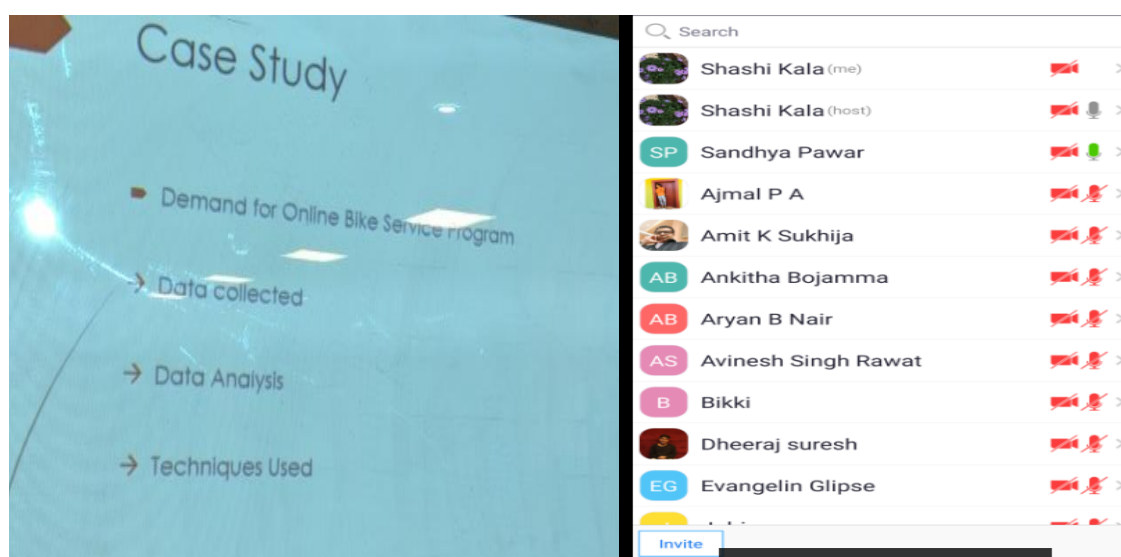 Case Study
Demand for Online Bike Service Program
Data collected
Data Analysis
Techniques Used
Search
Shashi Kala (me)
Shashi Kala (host)
SP Sandhya Pawar
Ajmal P A
Amit K Sukhija
AB Ankitha Bojamma
AB Aryan B Nair
AS Avinesh Singh Rawat
B Bikki
Dheeraj suresh
EG Evangelin Glipse
Invite